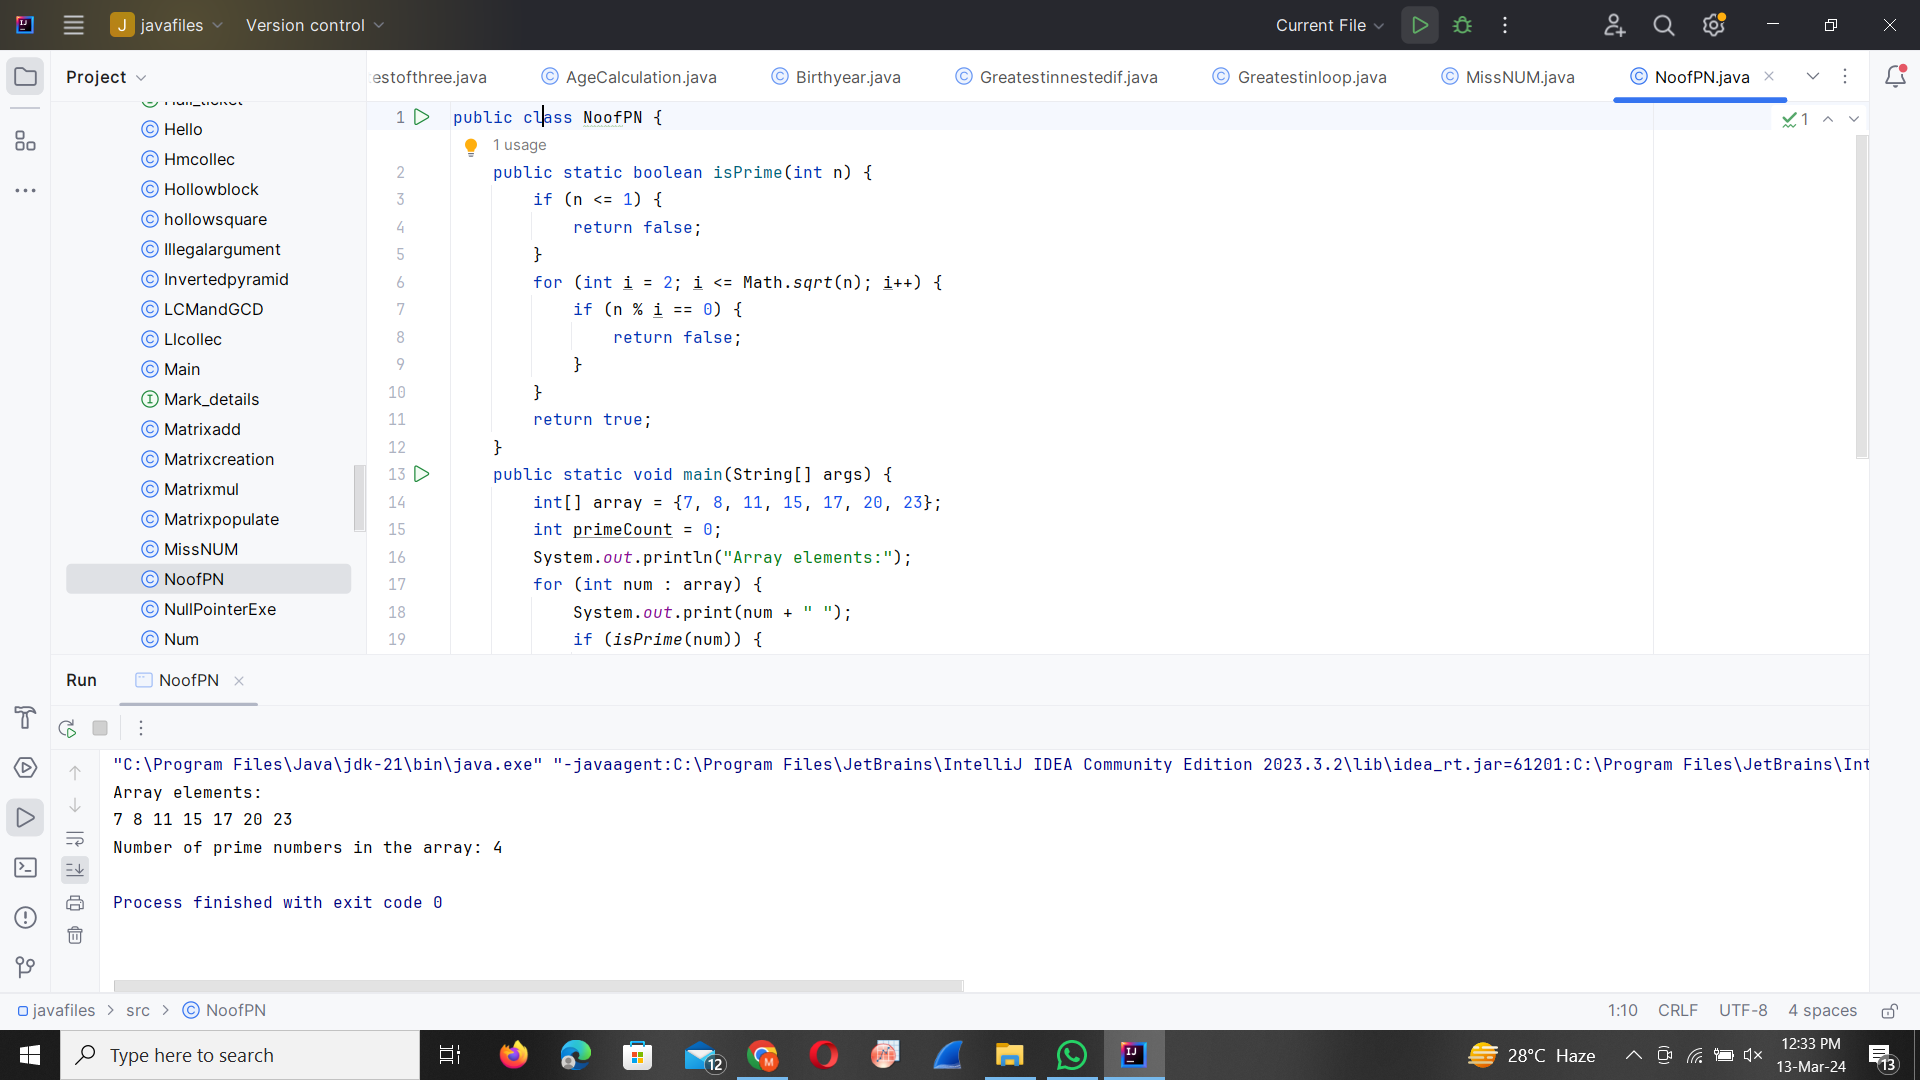 J javafiles Version control Current File
Project
estofthree.java AgeCalculation.java Birthyear.java Greatestinnestedif.java Greatestinloop.java MissNUM.java NoofPN.java
Hall_ticket
Hello
Hmcollec
Hollowblock
hollowsquare
Illegalargument
Invertedpyramid
LCMandGCD
Llcollec
Main
Mark_details
Matrixadd
Matrixcreation
Matrixmul
Matrixpopulate
MissNUM
NoofPN
NullPointerExe
Num
1 public class NoofPN {
1 usage
2 public static boolean isPrime(int n) {
3 if (n <= 1) {
4 return false;
5 }
6 for (int i = 2; i <= Math.sqrt(n); i++) {
7 if (n % i == 0) {
8 return false;
9 }
10 }
11 return true;
12 }
13 public static void main(String[] args) {
14 int[] array = {7, 8, 11, 15, 17, 20, 23};
15 int primeCount = 0;
16 System.out.println("Array elements:");
17 for (int num : array) {
18 System.out.print(num + " ");
19 if (isPrime(num)) {
1
Run NoofPN
"C:\Program Files\Java\jdk-21\bin\java.exe" "-javaagent:C:\Program Files\JetBrains\IntelliJ IDEA Community Edition 2023.3.2\lib\idea_rt.jar=61201:C:\Program Files\JetBrains\Int
Array elements:
7 8 11 15 17 20 23
Number of prime numbers in the array: 4
Process finished with exit code 0
javafiles > src > NoofPN 1:10 CRLF UTF-8 4 spaces
Type here to search 12 M 28°C Haze 12:33 PM
13-Mar-24 13